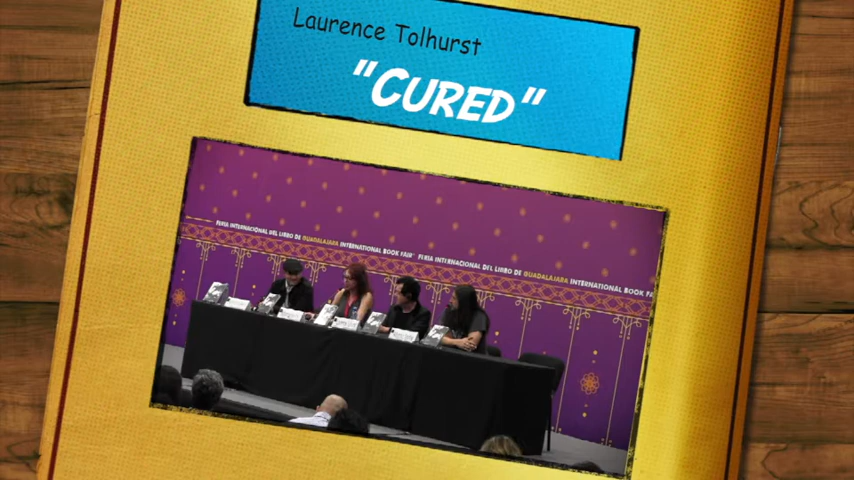 Laurence Tolhurst
"CURED"
FERIA INTERNACIONAL DEL LIBRO DE GUADALAJARA INTERNATIONAL BOOK FAIR FERIA INTERNACIONAL DEL LIBRO DE GUADALAJARA INTERNATIONAL BOOK FA